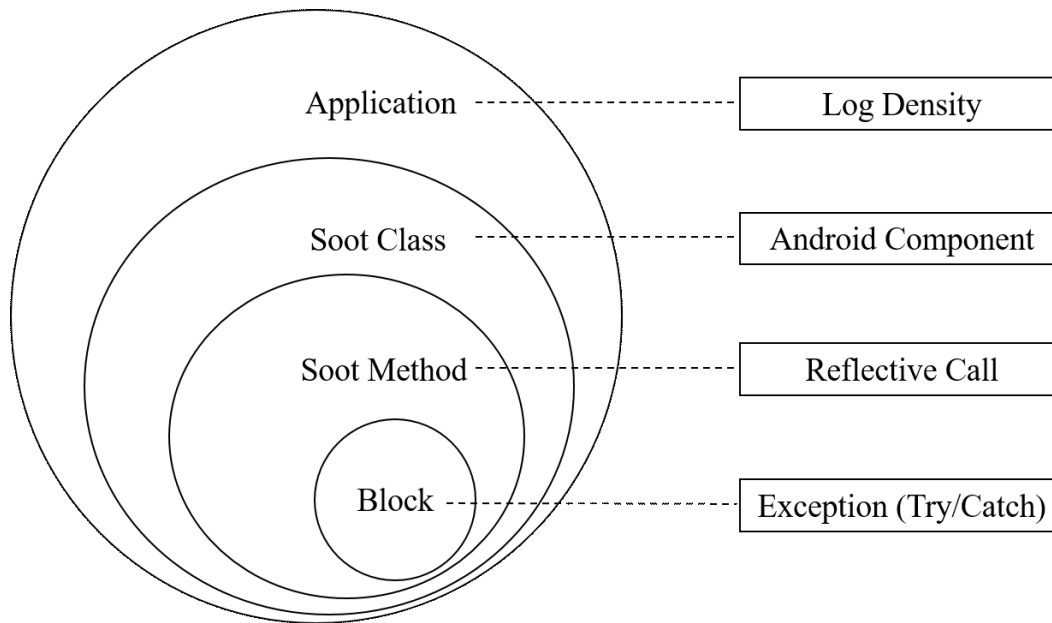 Application
Log Density
Soot Class
Android Component
Soot Method
Reflective Call
Block
Exception (Try/Catch)